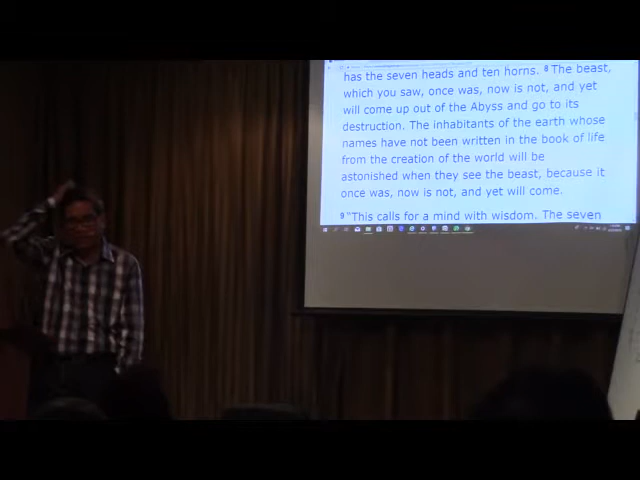 has the seven heads and ten horns. 8 The beast,
which you saw, once was, now is not, and yet
will come up out of the Abyss and go to its
destruction. The inhabitants of the earth whose
names have not been written in the book of life
from the creation of the world will be
astonished when they see the beast, because it
once was, now is not, and yet will come.
9 "This calls for a mind with wisdom. The seven